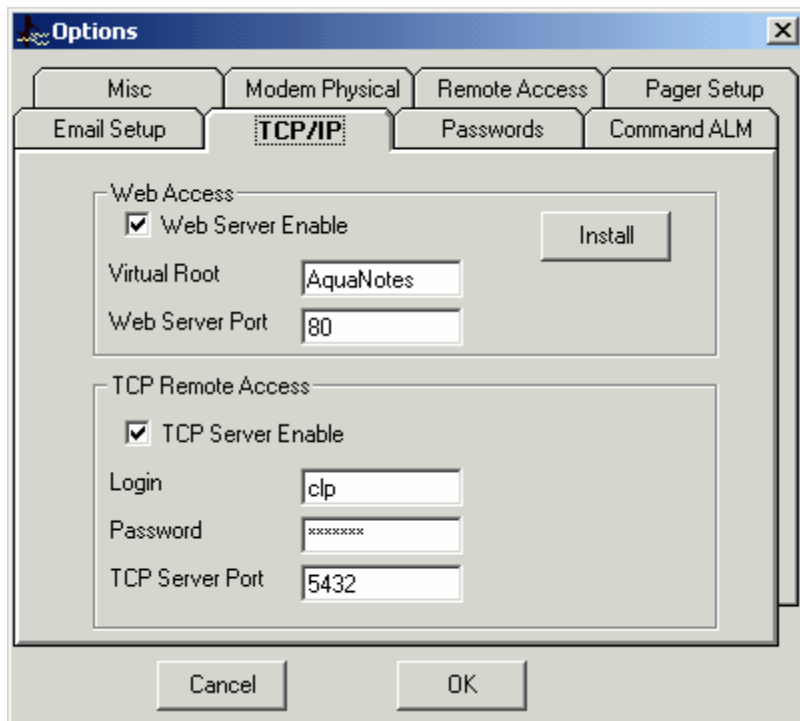 Options
Misc
Modem Physical
Remote Access
Pager Setup
Email Setup
TCP/IP
Passwords
Command ALM
Web Access
Web Server Enable
Install
Virtual Root
AquaNotes
Web Server Port
80
TCP Remote Access
TCP Server Enable
Login
clp
Password
*******
TCP Server Port
5432
Cancel
OK